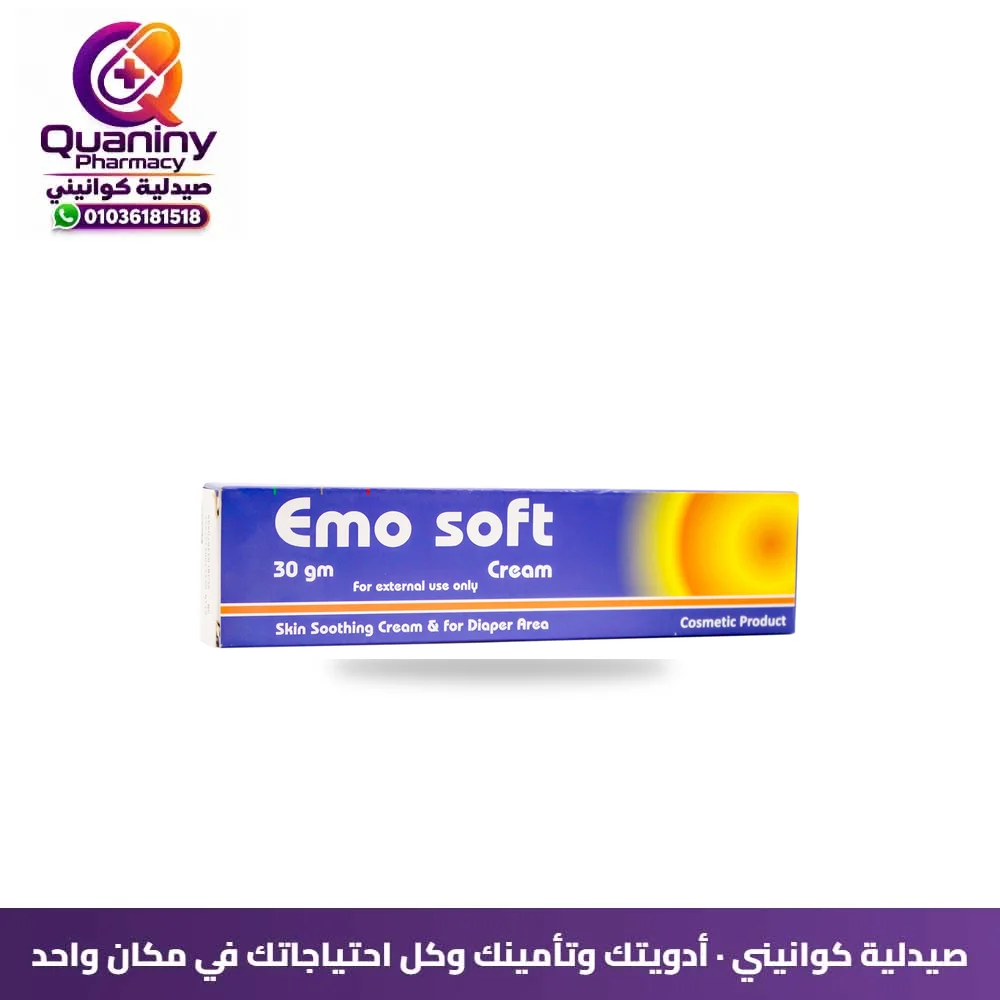 Quaniny
Pharmacy
صيدلية كوانيني
01036181518
Emo soft
30 gm Cream
For external use only
Skin Soothing Cream & for Diaper Area
Cosmetic Product
صيدلية كوانيني · أدويتك وتأمينك وكل احتياجاتك في مكان واحد